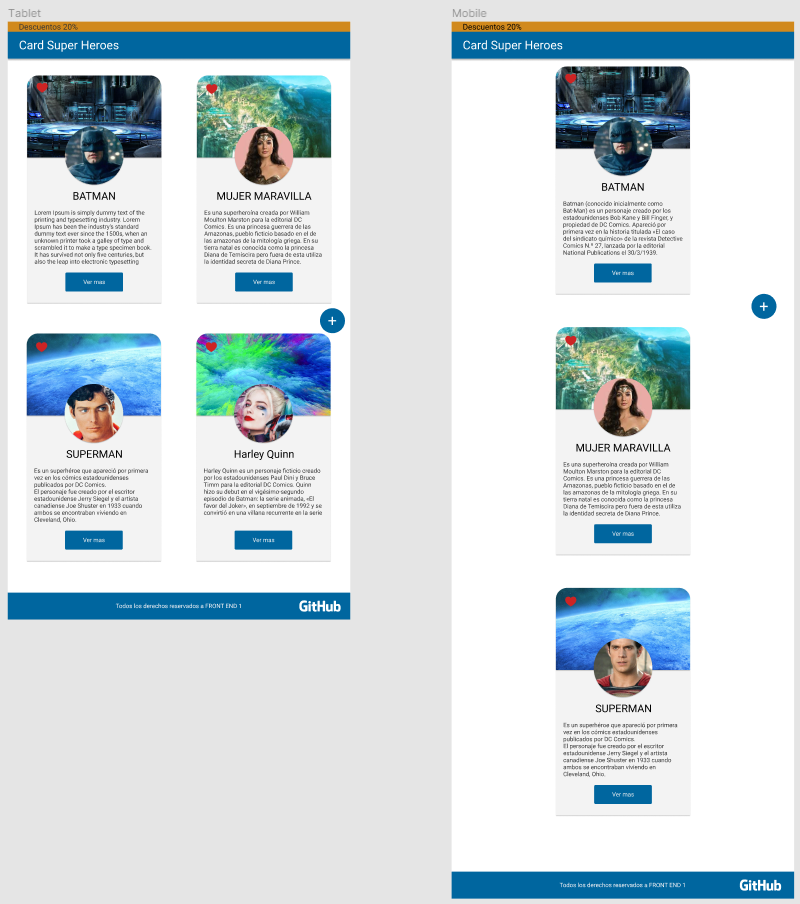 Tablet
Descuentos 20%
Card Super Heroes
BATMAN
Lorem Ipsum is simply dummy text of the
printing and typesetting industry. Lorem
Ipsum has been the industry's standard
dummy text ever since the 1500s, when an
unknown printer took a galley of type and
scrambled it to make a type specimen book.
It has survived not only five centuries, but
also the leap into electronic typesetting
Ver mas
MUJER MARAVILLA
Es una superheroína creada por William
Moulton Marston para la editorial DC
Comics. Es una princesa guerrera de las
Amazonas, pueblo ficticio basado en el de
las amazonas de la mitología griega. En su
tierra natal es conocida como la princesa
Diana de Temiscira pero fuera de esta utiliza
la identidad secreta de Diana Prince.
Ver mas
+
SUPERMAN
Es un superhéroe que apareció por primera
vez en los cómics estadounidenses
publicados por DC Comics.
El personaje fue creado por el escritor
estadounidense Jerry Siegel y el artista
canadiense Joe Shuster en 1933 cuando
ambos se encontraban viviendo en
Cleveland, Ohio.
Ver mas
Harley Quinn
Harley Quinn es un personaje ficticio creado
por los estadounidenses Paul Dini y Bruce
Timm para la editorial DC Comics. Quinn
hizo su debut en el vigésimo segundo
episodio de Batman: la serie animada, «El
favor del Joker», en septiembre de 1992 y se
convirtió en una villana recurrente en la serie
Ver mas
Todos los derechos reservados a FRONT END 1
GitHub
Mobile
Descuentos 20%
Card Super Heroes
BATMAN
Batman (conocido inicialmente como
Bat-Man) es un personaje creado por los
estadounidenses Bob Kane y Bill Finger, y
propiedad de DC Comics. Apareció por
primera vez en la historia titulada «El caso
del sindicato químico» de la revista Detective
Comics N.º 27, lanzada por la editorial
National Publications el 30/3/1939.
Ver mas
+
MUJER MARAVILLA
Es una superheroína creada por William
Moulton Marston para la editorial DC
Comics. Es una princesa guerrera de las
Amazonas, pueblo ficticio basado en el de
las amazonas de la mitología griega. En su
tierra natal es conocida como la princesa
Diana de Temiscira pero fuera de esta utiliza
la identidad secreta de Diana Prince.
Ver mas
SUPERMAN
Es un superhéroe que apareció por primera
vez en los cómics estadounidenses
publicados por DC Comics.
El personaje fue creado por el escritor
estadounidense Jerry Siegel y el artista
canadiense Joe Shuster en 1933 cuando
ambos se encontraban viviendo en
Cleveland, Ohio.
Ver mas
Todos los derechos reservados a FRONT END 1
GitHub